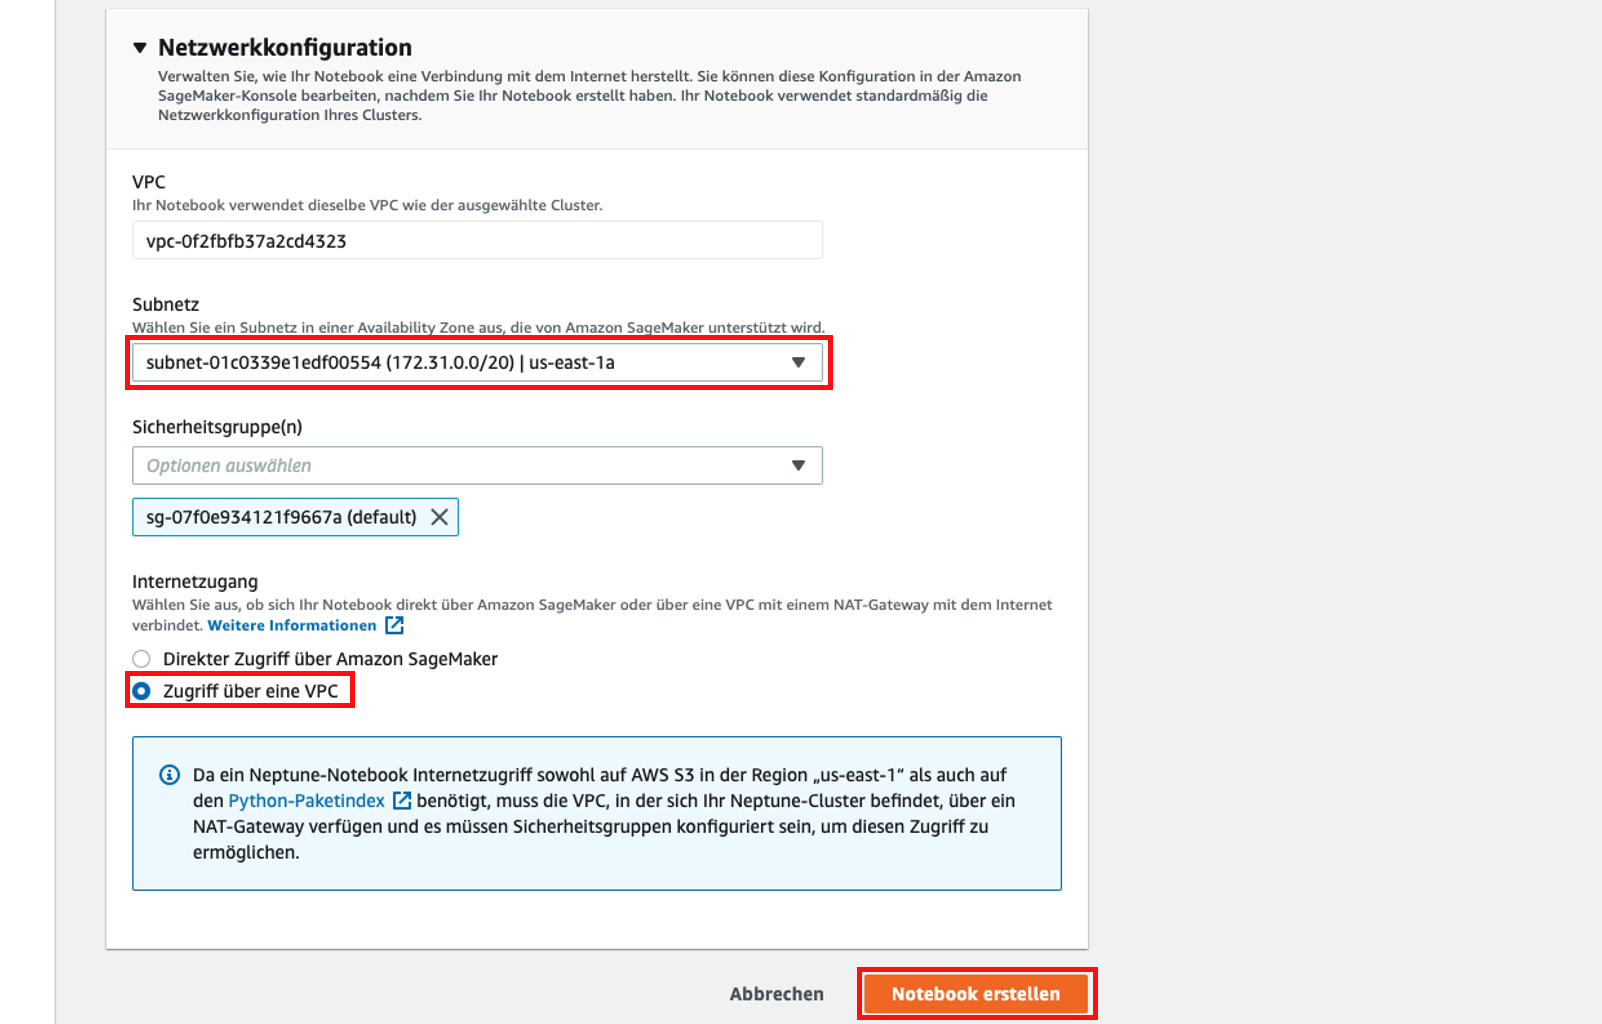 Netzwerkkonfiguration
Verwalten Sie, wie Ihr Notebook eine Verbindung mit dem Internet herstellt. Sie können diese Konfiguration in der Amazon
SageMaker-Konsole bearbeiten, nachdem Sie Ihr Notebook erstellt haben. Ihr Notebook verwendet standardmäßig die
Netzwerkkonfiguration Ihres Clusters.
VPC
Ihr Notebook verwendet dieselbe VPC wie der ausgewählte Cluster.
vpc-0f2fbfb37a2cd4323
Subnetz
Wählen Sie ein Subnetz in einer Availability Zone aus, die von Amazon SageMaker unterstützt wird.
subnet-01c0339e1edf00554 (172.31.0.0/20) | us-east-1a
Sicherheitsgruppe(n)
Optionen auswählen
sg-07f0e934121f9667a (default)
Internetzugang
Wählen Sie aus, ob sich Ihr Notebook direkt über Amazon SageMaker oder über eine VPC mit einem NAT-Gateway mit dem Internet
verbindet. Weitere Informationen
Direkter Zugriff über Amazon SageMaker
Zugriff über eine VPC
Da ein Neptune-Notebook Internetzugriff sowohl auf AWS S3 in der Region „us-east-1“ als auch auf
den Python-Paketindex benötigt, muss die VPC, in der sich Ihr Neptune-Cluster befindet, über ein
NAT-Gateway verfügen und es müssen Sicherheitsgruppen konfiguriert sein, um diesen Zugriff zu
ermöglichen.
Abbrechen
Notebook erstellen